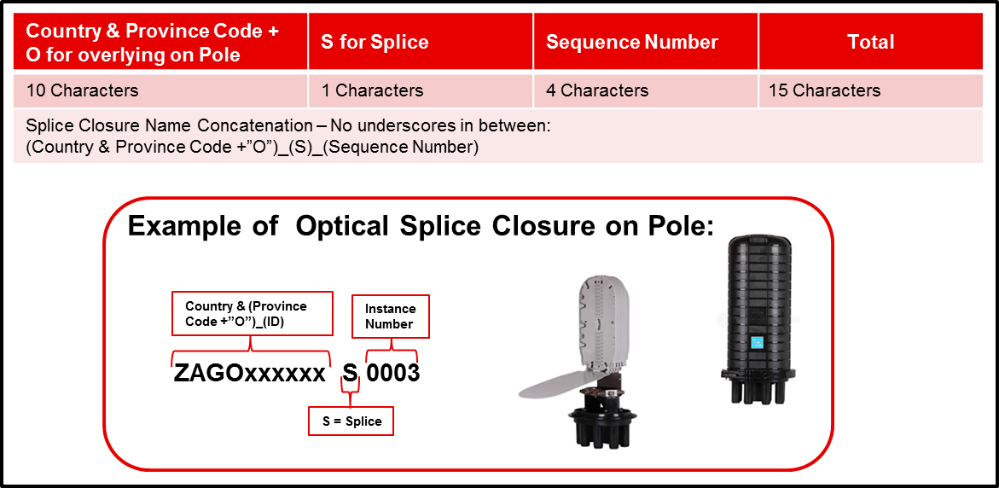 Country & Province Code +
O for overlying on Pole
S for Splice
Sequence Number
Total
10 Characters
1 Characters
4 Characters
15 Characters
Splice Closure Name Concatenation – No underscores in between:
(Country & Province Code +”O”)_(S)_(Sequence Number)
Example of Optical Splice Closure on Pole:
Country & (Province
Code +”O”)_(ID)
Instance
Number
ZAGOxxxxxx S 0003
S = Splice